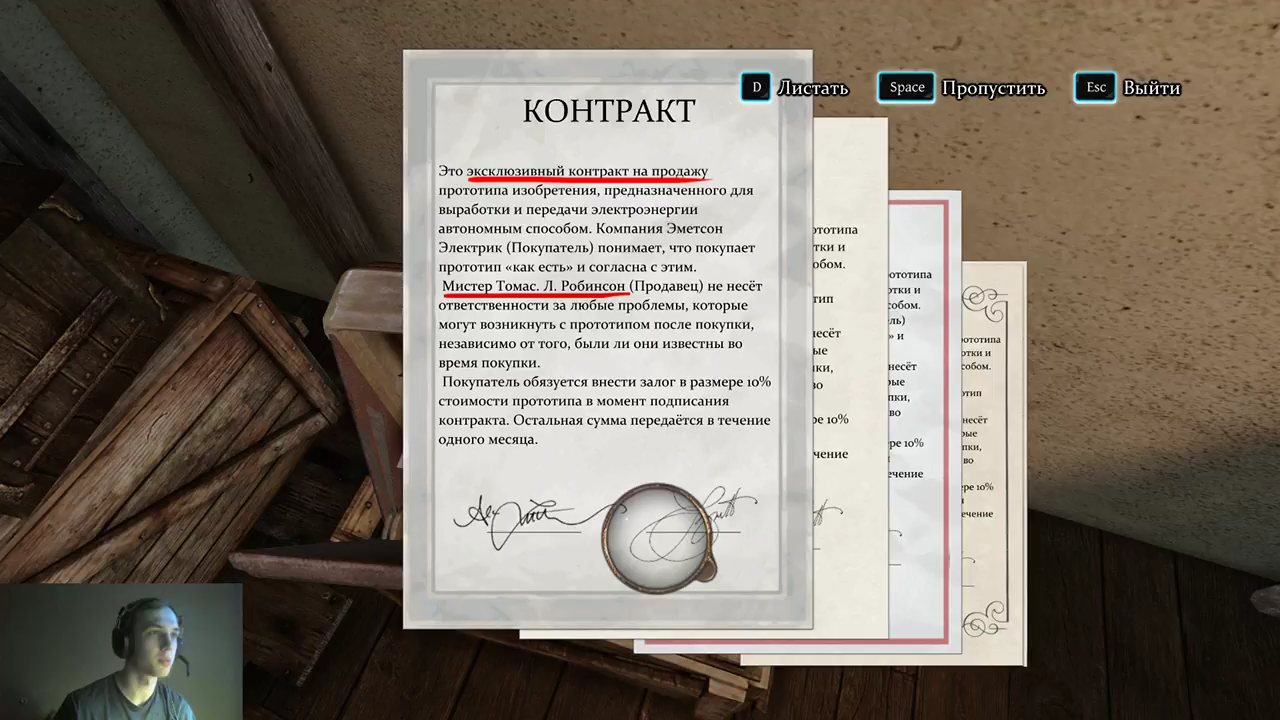 D Листать Space Пропустить Esc Выйти
КОНТРАКТ
Это эксклюзивный контракт на продажу
прототипа изобретения, предназначенного для
выработки и передачи электроэнергии
автономным способом. Компания Эметсон
Электрик (Покупатель) понимает, что покупает
прототип «как есть» и согласна с этим.
Мистер Томас. Л. Робинсон (Продавец) не несёт
ответственности за любые проблемы, которые
могут возникнуть с прототипом после покупки,
независимо от того, были ли они известны во
время покупки.
Покупатель обязуется внести залог в размере 10%
стоимости прототипа в момент подписания
контракта. Остальная сумма передаётся в течение
одного месяца.